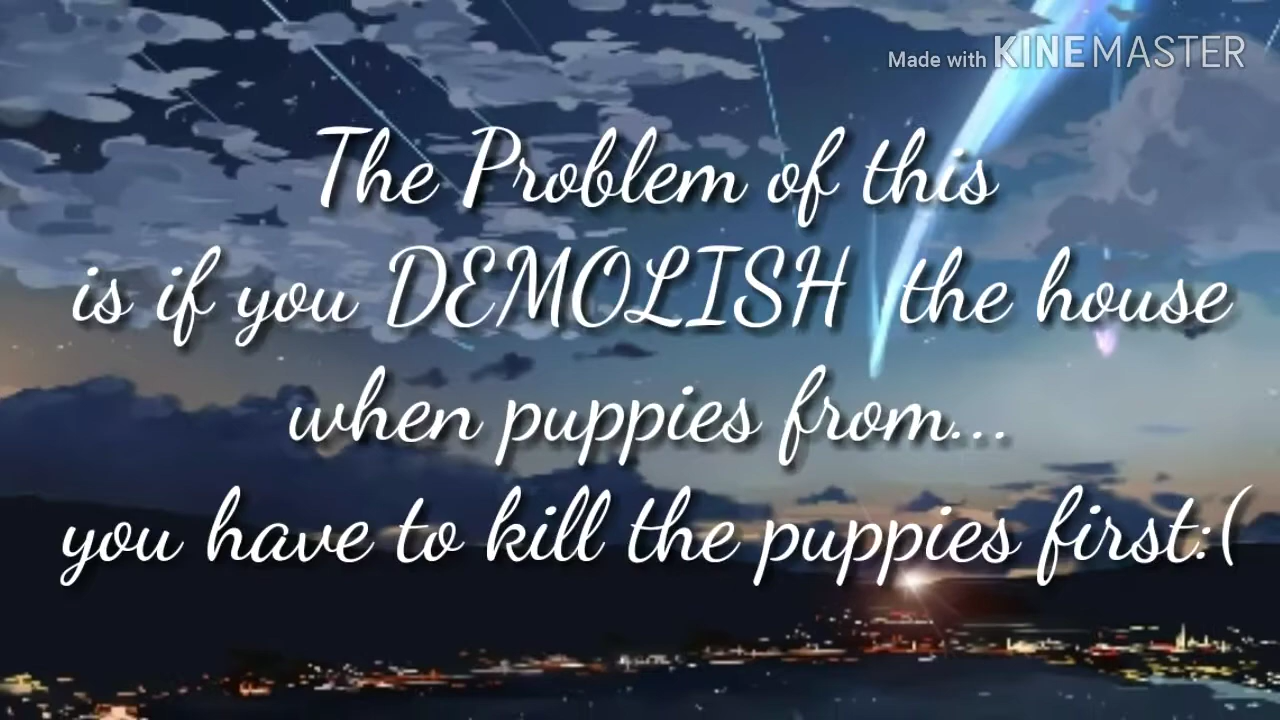 Made with KINEMASTER
The Problem of this
is if you DEMOLISH the house
when puppies from...
you have to kill the puppies first:(